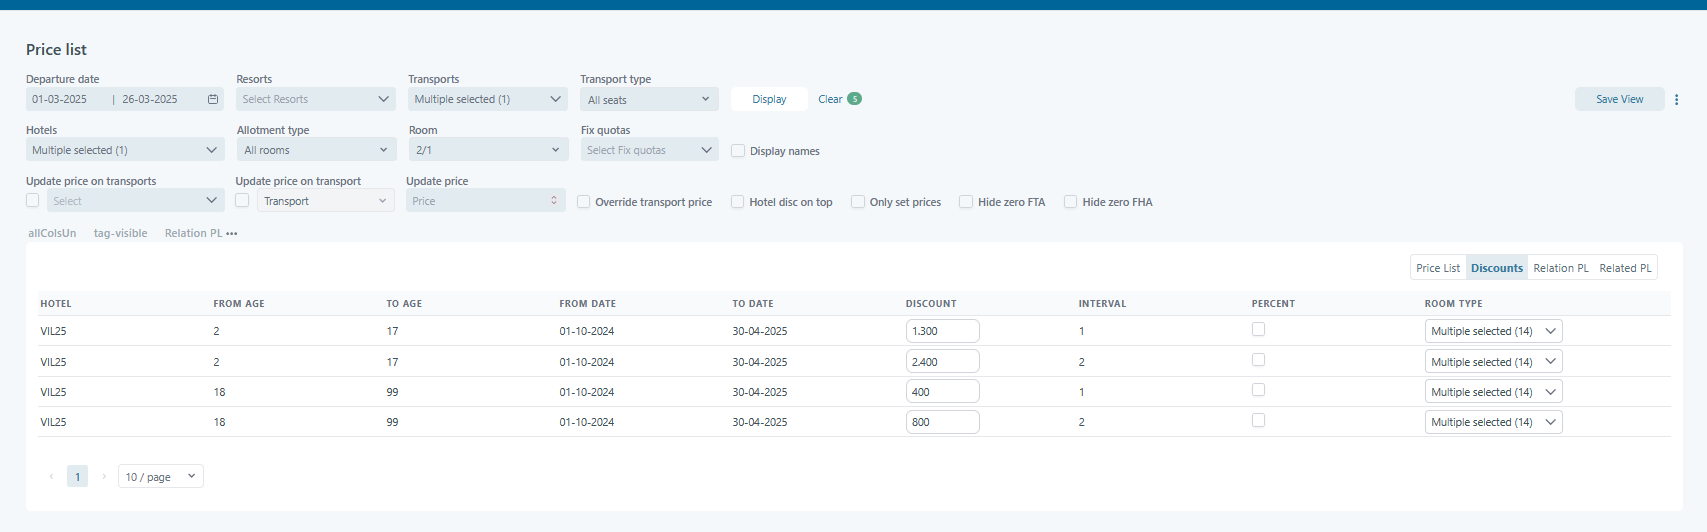 Price list
Departure date Resorts Transports Transport type
01-03-2025 | 26-03-2025 Select Resorts Multiple selected (1) All seats Display Clear 5 Save View
Hotels Allotment type Room Fix quotas
Multiple selected (1) All rooms 2/1 Select Fix quotas Display names
Update price on transports Update price on transport Update price
Select Transport Price Override transport price Hotel disc on top Only set prices Hide zero FTA Hide zero FHA
allColsUn tag-visible Relation PL •••
Price List Discounts Relation PL Related PL
HOTEL FROM AGE TO AGE FROM DATE TO DATE DISCOUNT INTERVAL PERCENT ROOM TYPE
VIL25 2 17 01-10-2024 30-04-2025 1.300 1 Multiple selected (14)
VIL25 2 17 01-10-2024 30-04-2025 2.400 2 Multiple selected (14)
VIL25 18 99 01-10-2024 30-04-2025 400 1 Multiple selected (14)
VIL25 18 99 01-10-2024 30-04-2025 800 2 Multiple selected (14)
1 10 / page